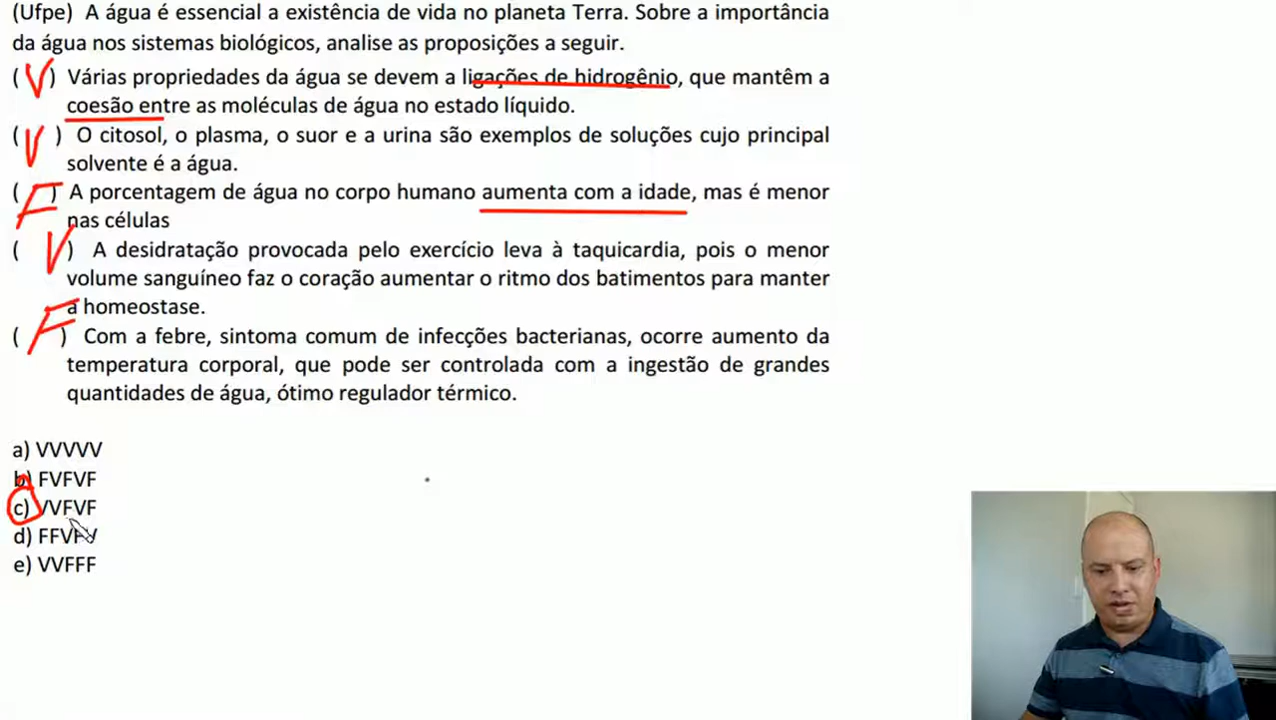 (Ufpe) A água é essencial a existência de vida no planeta Terra. Sobre a importância
da água nos sistemas biológicos, analise as proposições a seguir.
(V) Várias propriedades da água se devem a ligações de hidrogênio, que mantêm a
coesão entre as moléculas de água no estado líquido.
(V) O citosol, o plasma, o suor e a urina são exemplos de soluções cujo principal
solvente é a água.
(F) A porcentagem de água no corpo humano aumenta com a idade, mas é menor
nas células
(V) A desidratação provocada pelo exercício leva à taquicardia, pois o menor
volume sanguíneo faz o coração aumentar o ritmo dos batimentos para manter
a homeostase.
(F) Com a febre, sintoma comum de infecções bacterianas, ocorre aumento da
temperatura corporal, que pode ser controlada com a ingestão de grandes
quantidades de água, ótimo regulador térmico.
a) VVVVV
b) FVFVF
c) VVFVF
d) FFVFV
e) VVFFF